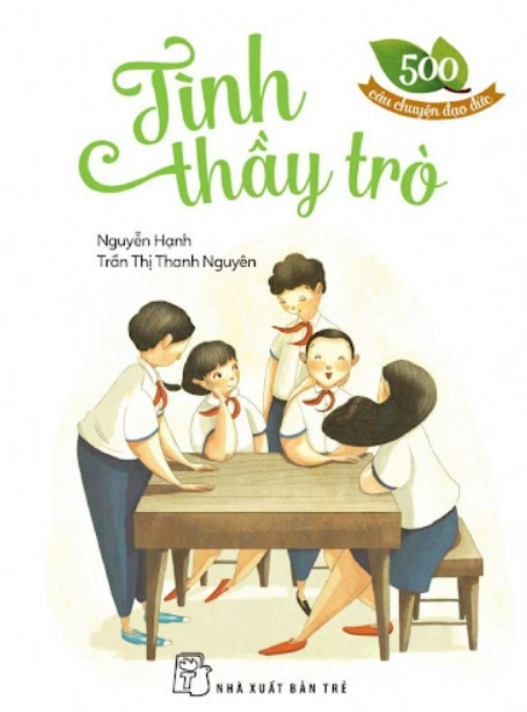 500
câu chuyện đạo đức
Tình
thầy trò
Nguyễn Hạnh
Trần Thị Thanh Nguyên
NHÀ XUẤT BẢN TRẺ